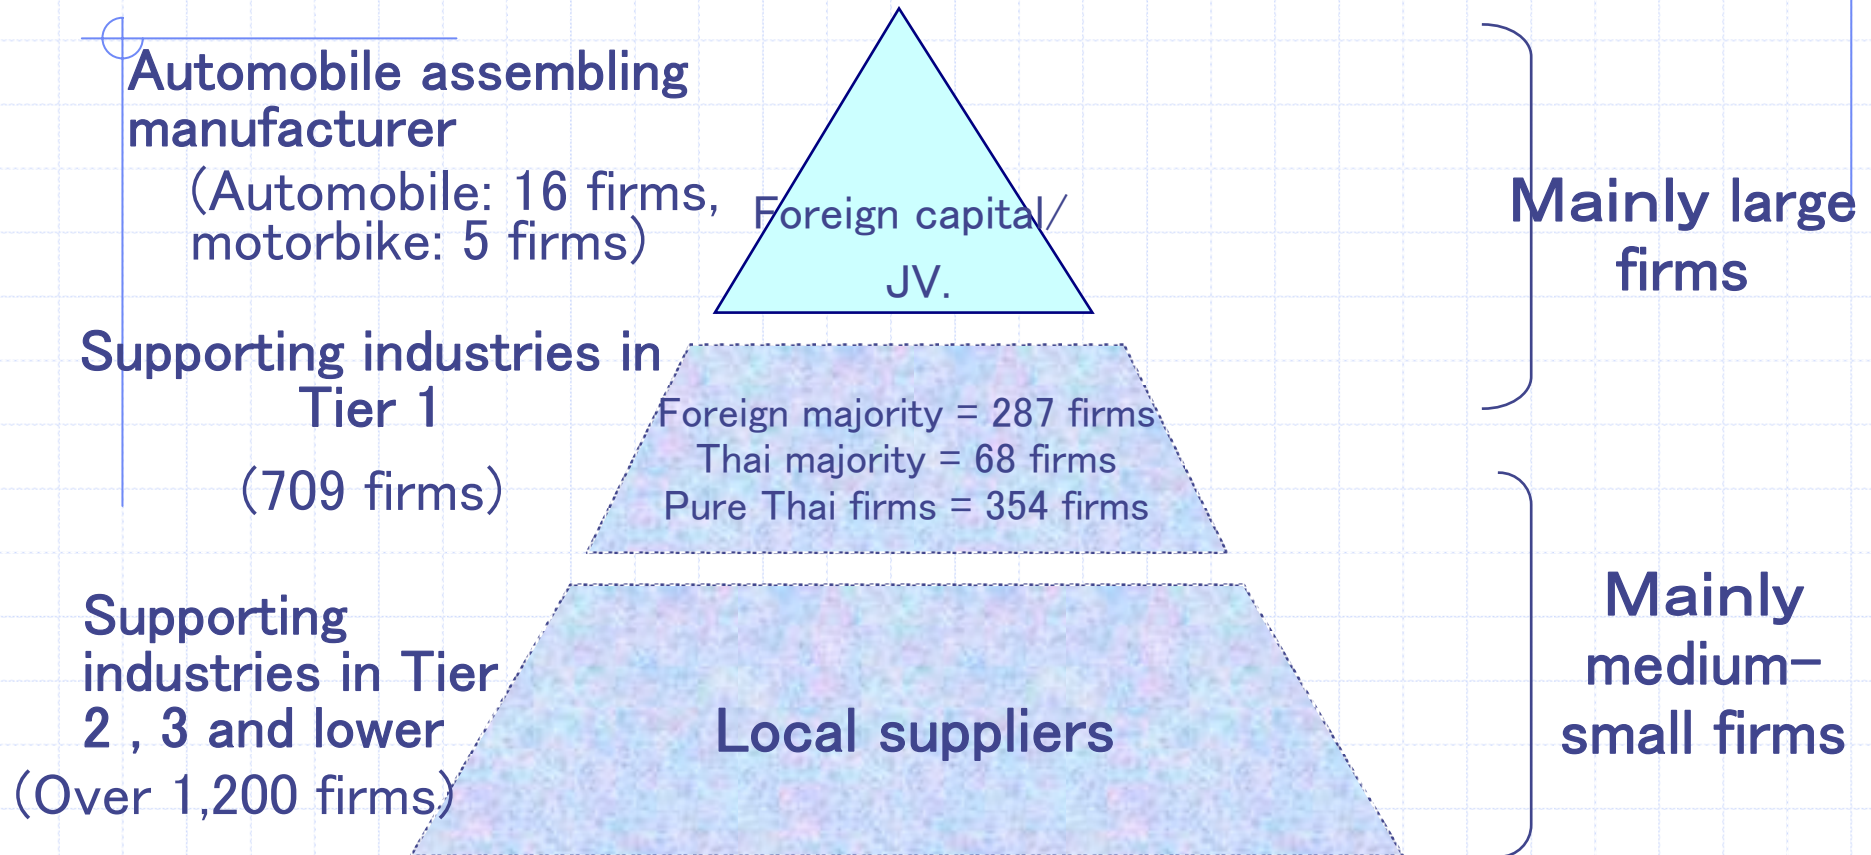 Automobile assembling
manufacturer
(Automobile: 16 firms,
motorbike: 5 firms)
Foreign capital/
JV.
Mainly large
firms
Supporting industries in
Tier 1
(709 firms)
Foreign majority = 287 firms
Thai majority = 68 firms
Pure Thai firms = 354 firms
Supporting
industries in Tier
2 , 3 and lower
(Over 1,200 firms)
Local suppliers
Mainly
medium-
small firms